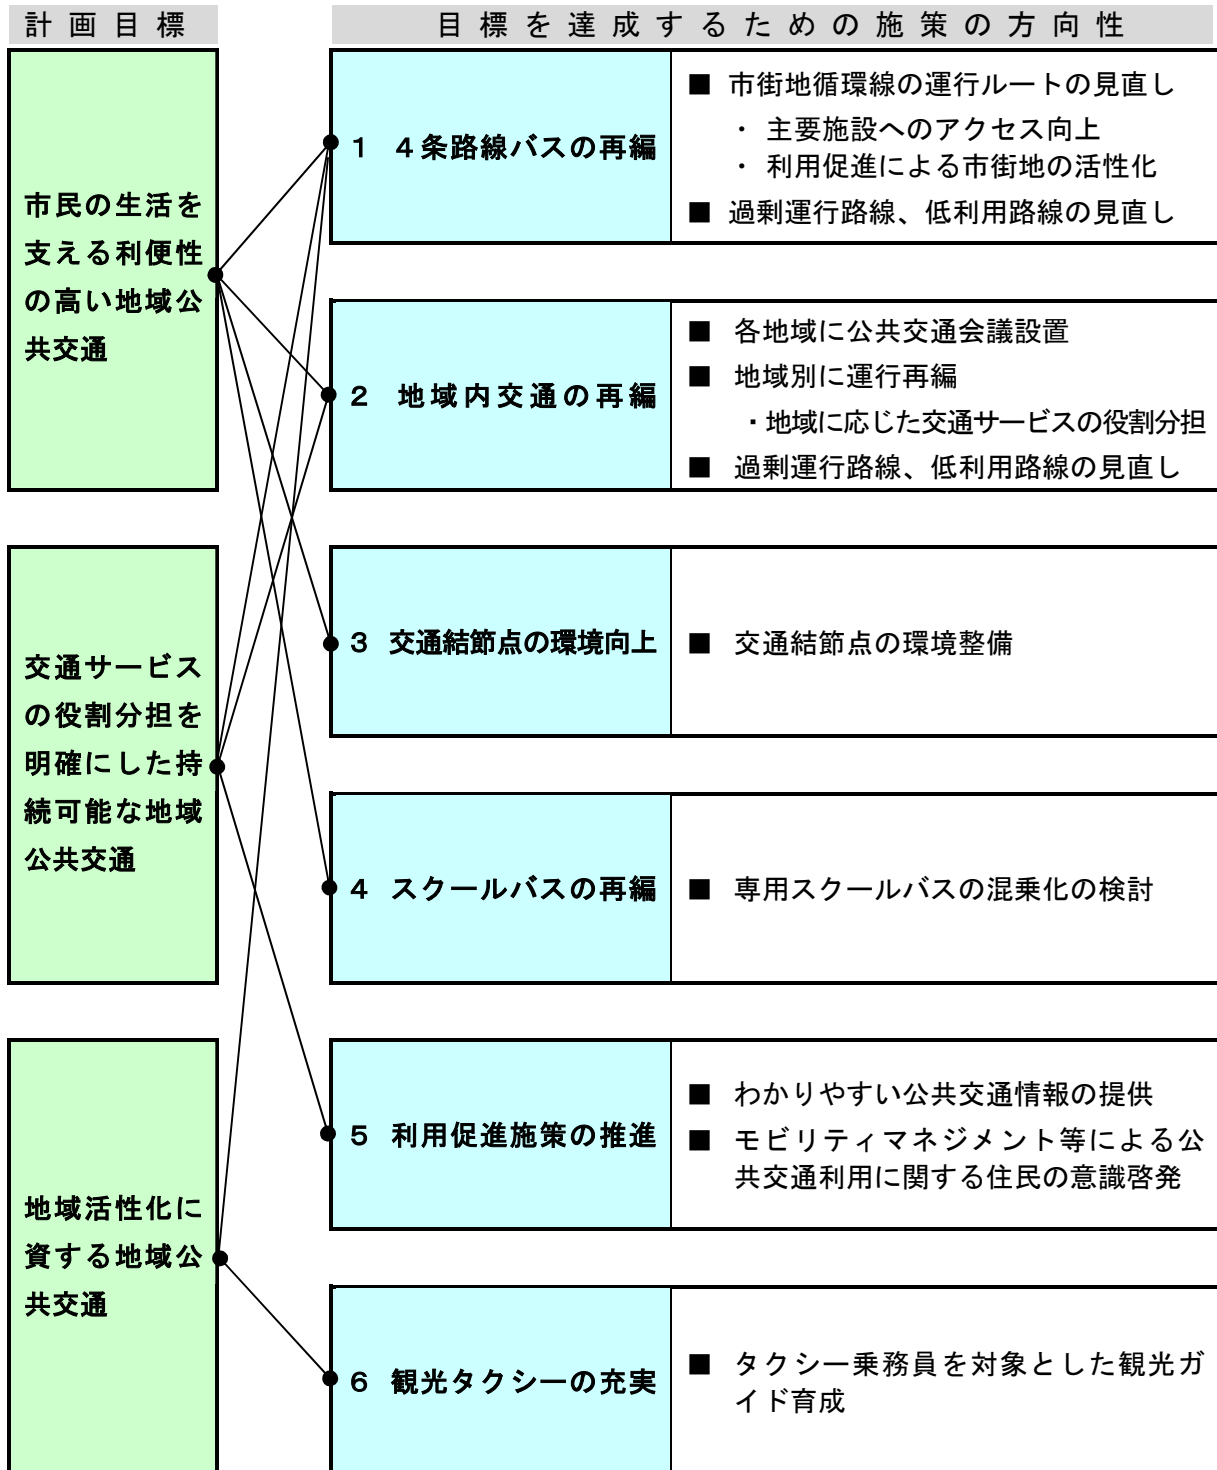 計画目標
目標を達成するための施策の方向性
市民の生活を
支える利便性
の高い地域公
共交通
交通サービス
の役割分担を
明確にした持
続可能な地域
公共交通
地域活性化に
資する地域公
共交通
1 4条路線バスの再編
■ 市街地循環線の運行ルートの見直し
・ 主要施設へのアクセス向上
・ 利用促進による市街地の活性化
■ 過剰運行路線、低利用路線の見直し
2 地域内交通の再編
■ 各地域に公共交通会議設置
■ 地域別に運行再編
・地域に応じた交通サービスの役割分担
■ 過剰運行路線、低利用路線の見直し
3 交通結節点の環境向上
■ 交通結節点の環境整備
4 スクールバスの再編
■ 専用スクールバスの混乗化の検討
5 利用促進施策の推進
■ わかりやすい公共交通情報の提供
■ モビリティマネジメント等による公
共交通利用に関する住民の意識啓発
6 観光タクシーの充実
■ タクシー乗務員を対象とした観光ガ
イド育成